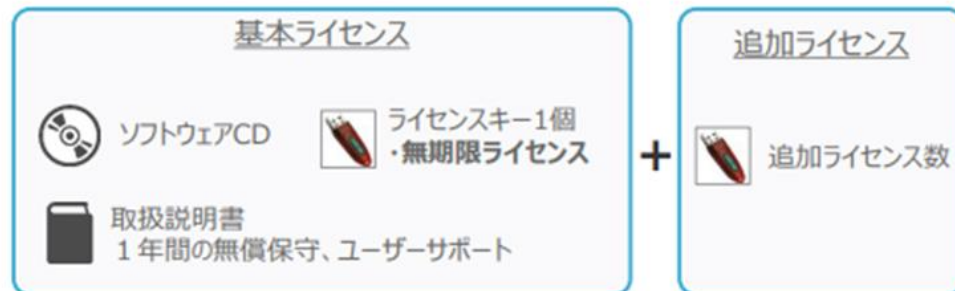 基本ライセンス
ソフトウェアCD
ライセンスキー1個
・無期限ライセンス
取扱説明書
１年間の無償保守、ユーザーサポート
+
追加ライセンス
追加ライセンス数